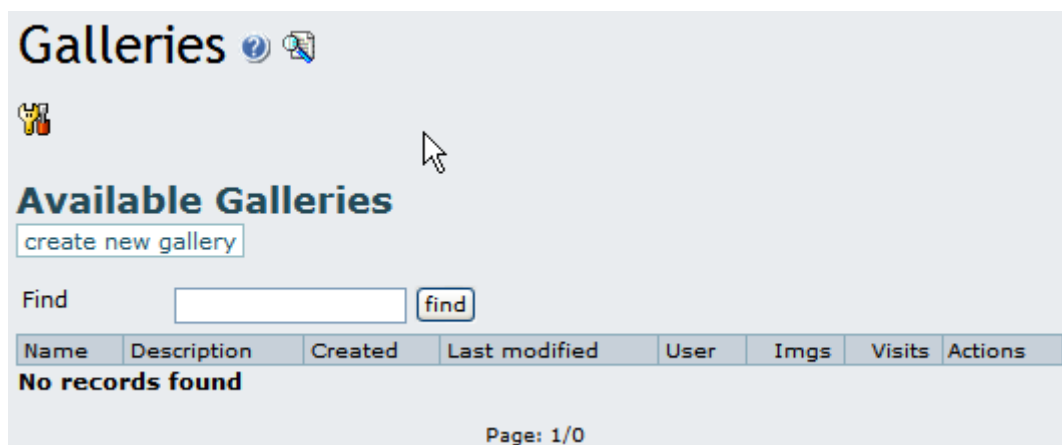 Galleries
Available Galleries
create new gallery
Find find
Name Description Created Last modified User Imgs Visits Actions
No records found
Page: 1/0